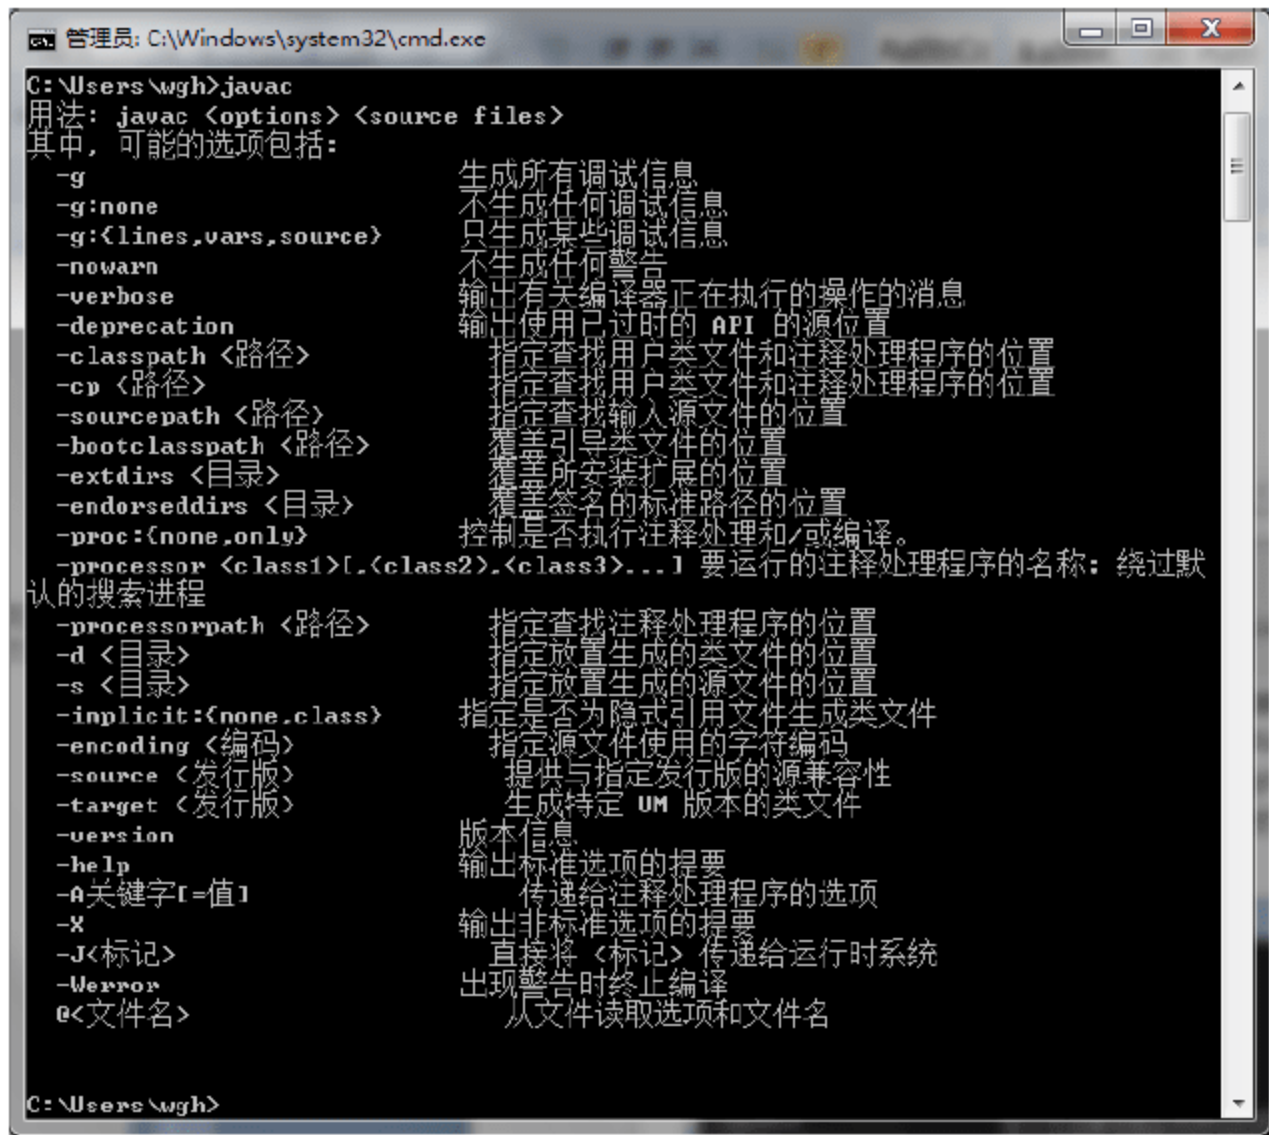 管理员: C:\Windows\system32\cmd.exe
C:\Users\wgh>javac
用法: javac <options> <source files>
其中, 可能的选项包括:
-g 生成所有调试信息
-g:none 不生成任何调试信息
-g:{lines,vars,source} 只生成某些调试信息
-nowarn 不生成任何警告
-verbose 输出有关编译器正在执行的操作的消息
-deprecation 输出使用已过时的 API 的源位置
-classpath <路径> 指定查找用户类文件和注释处理程序的位置
-cp <路径> 指定查找用户类文件和注释处理程序的位置
-sourcepath <路径> 指定查找输入源文件的位置
-bootclasspath <路径> 覆盖引导类文件的位置
-extdirs <目录> 覆盖所安装扩展的位置
-endorseddirs <目录> 覆盖签名的标准路径的位置
-proc:{none,only} 控制是否执行注释处理和/或编译。
-processor <class1>[,<class2>,<class3>...] 要运行的注释处理程序的名称; 绕过默
认的搜索进程
-processorpath <路径> 指定查找注释处理程序的位置
-d <目录> 指定放置生成的类文件的位置
-s <目录> 指定放置生成的源文件的位置
-implicit:{none,class} 指定是否为隐式引用文件生成类文件
-encoding <编码> 指定源文件使用的字符编码
-source <发行版> 提供与指定发行版的源兼容性
-target <发行版> 生成特定 VM 版本的类文件
-version 版本信息
-help 输出标准选项的提要
-A关键字[=值] 传递给注释处理程序的选项
-X 输出非标准选项的提要
-J<标记> 直接将 <标记> 传递给运行时系统
-Werror 出现警告时终止编译
@<文件名> 从文件读取选项和文件名
C:\Users\wgh>